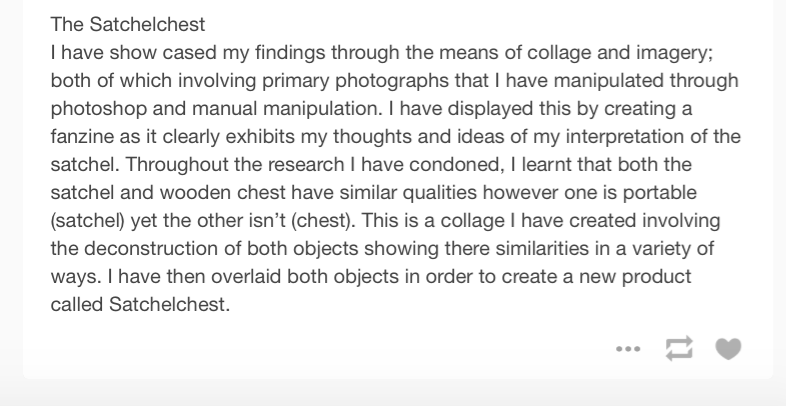 The Satchelchest
I have show cased my findings through the means of collage and imagery;
both of which involving primary photographs that I have manipulated through
photoshop and manual manipulation. I have displayed this by creating a
fanzine as it clearly exhibits my thoughts and ideas of my interpretation of the
satchel. Throughout the research I have condoned, I learnt that both the
satchel and wooden chest have similar qualities however one is portable
(satchel) yet the other isn’t (chest). This is a collage I have created involving
the deconstruction of both objects showing there similarities in a variety of
ways. I have then overlaid both objects in order to create a new product
called Satchelchest.